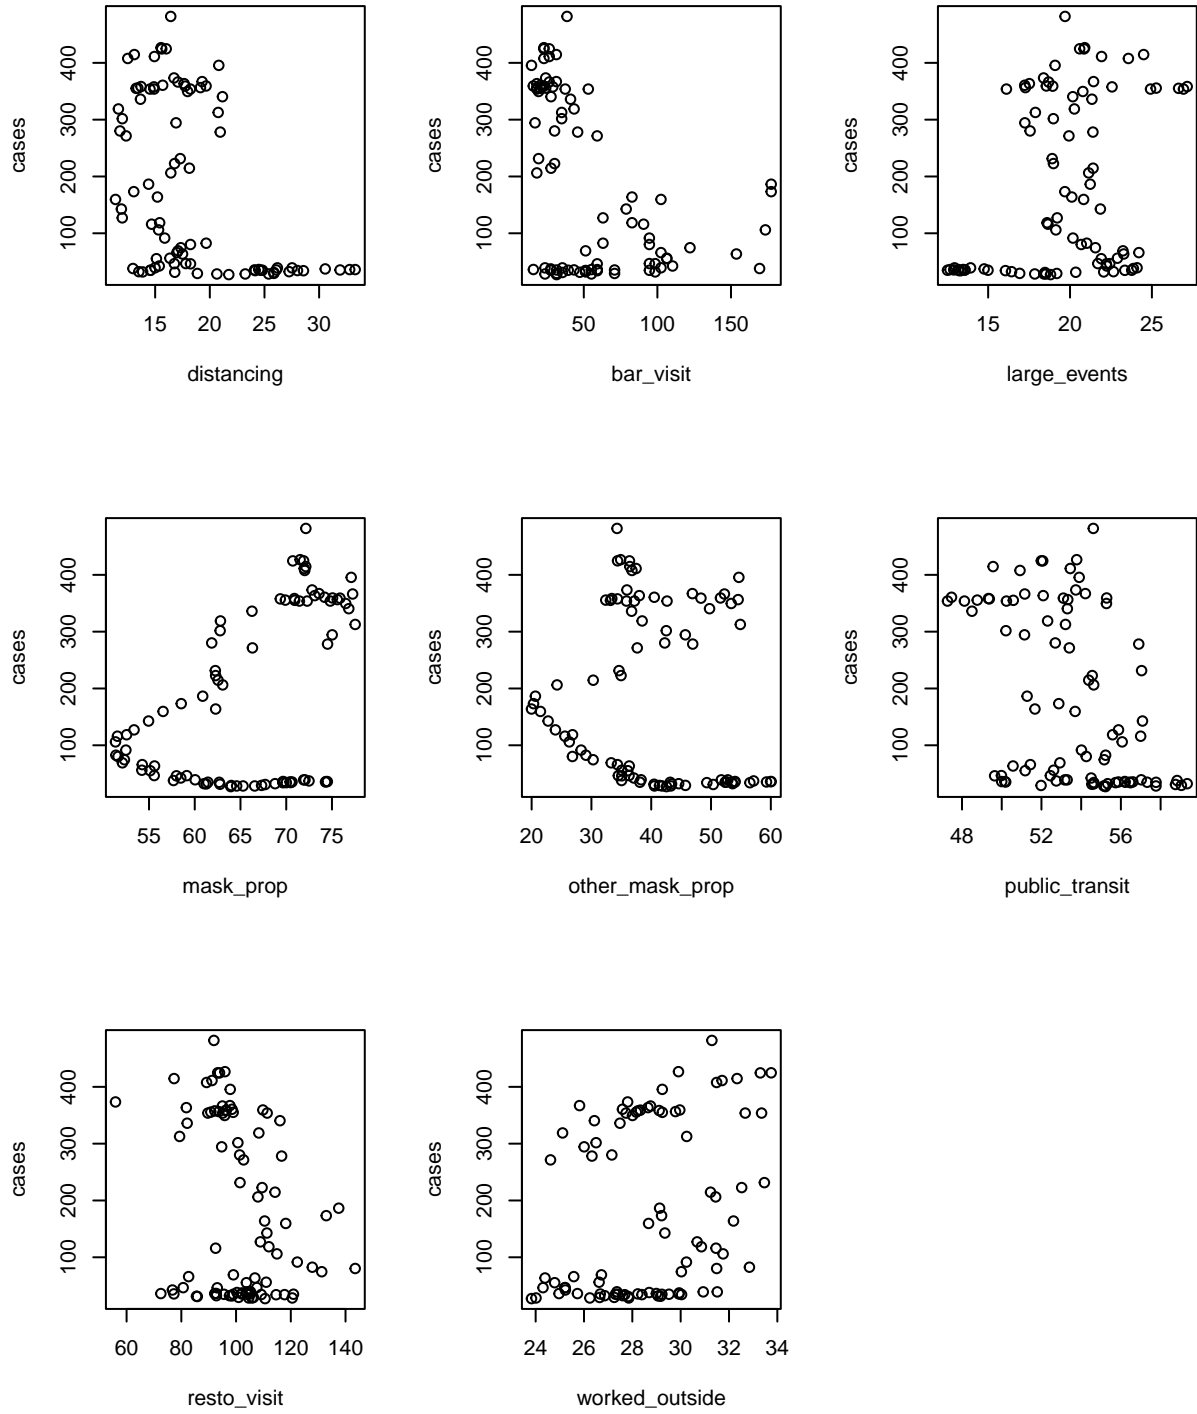 cases
100 200 300 400
15 20 25 30
distancing
cases
100 200 300 400
50 100 150
bar_visit
cases
100 200 300 400
15 20 25
large_events
cases
100 200 300 400
55 60 65 70 75
mask_prop
cases
100 200 300 400
20 30 40 50 60
other_mask_prop
cases
100 200 300 400
48 52 56
public_transit
cases
100 200 300 400
60 80 100 120 140
resto_visit
cases
100 200 300 400
24 26 28 30 32 34
worked_outside